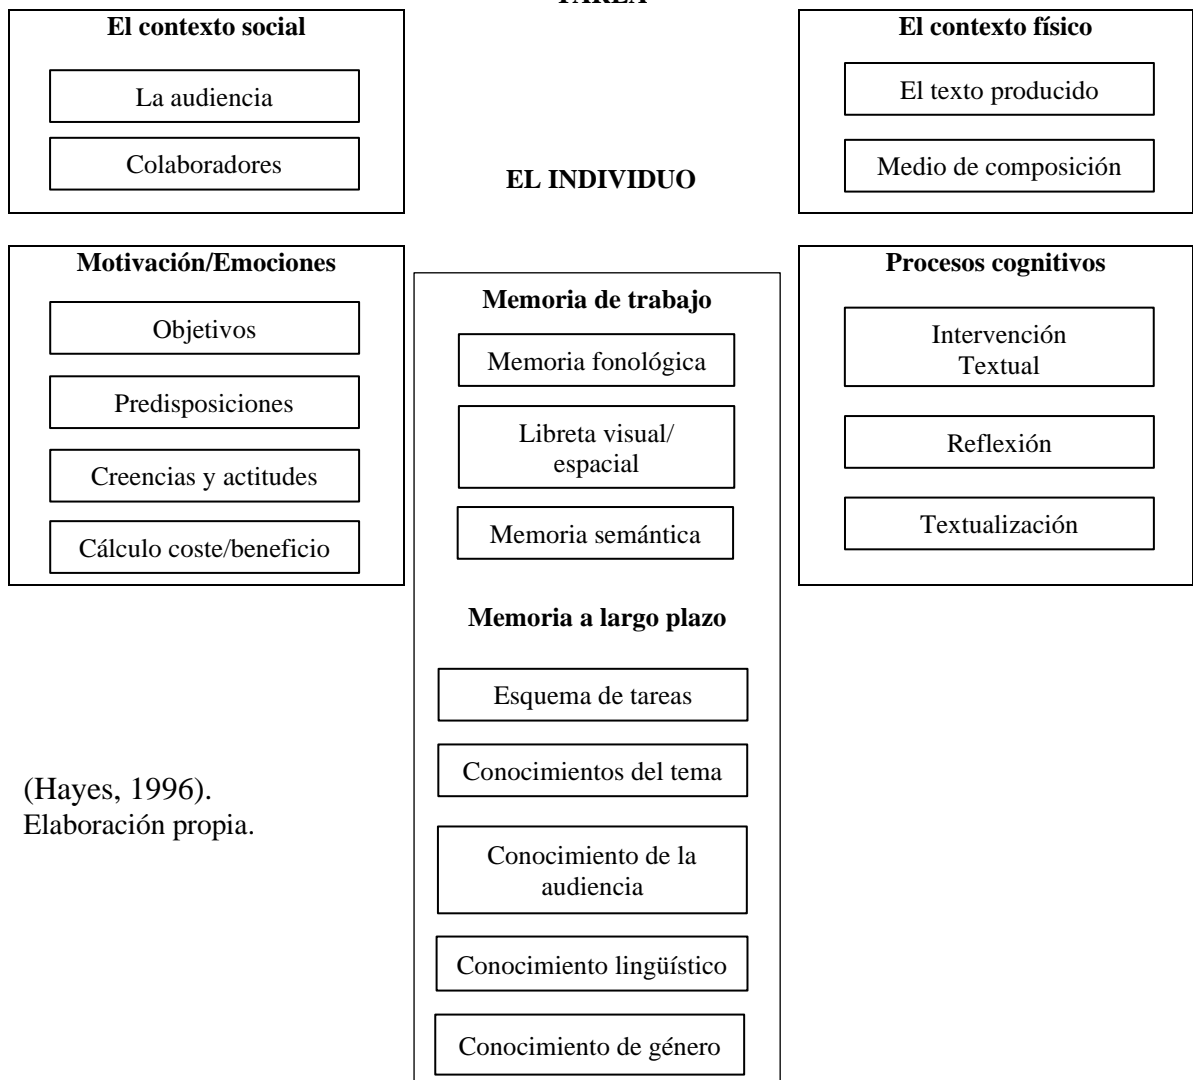 TAREA
El contexto social
La audiencia
Colaboradores
El contexto físico
El texto producido
Medio de composición
EL INDIVIDUO
Motivación/Emociones
Objetivos
Predisposiciones
Creencias y actitudes
Cálculo coste/beneficio
Memoria de trabajo
Memoria fonológica
Libreta visual/
espacial
Memoria semántica
Memoria a largo plazo
Esquema de tareas
Conocimientos del tema
Conocimiento de la
audiencia
Conocimiento lingüístico
Conocimiento de género
Procesos cognitivos
Intervención
Textual
Reflexión
Textualización
(Hayes, 1996).
Elaboración propia.